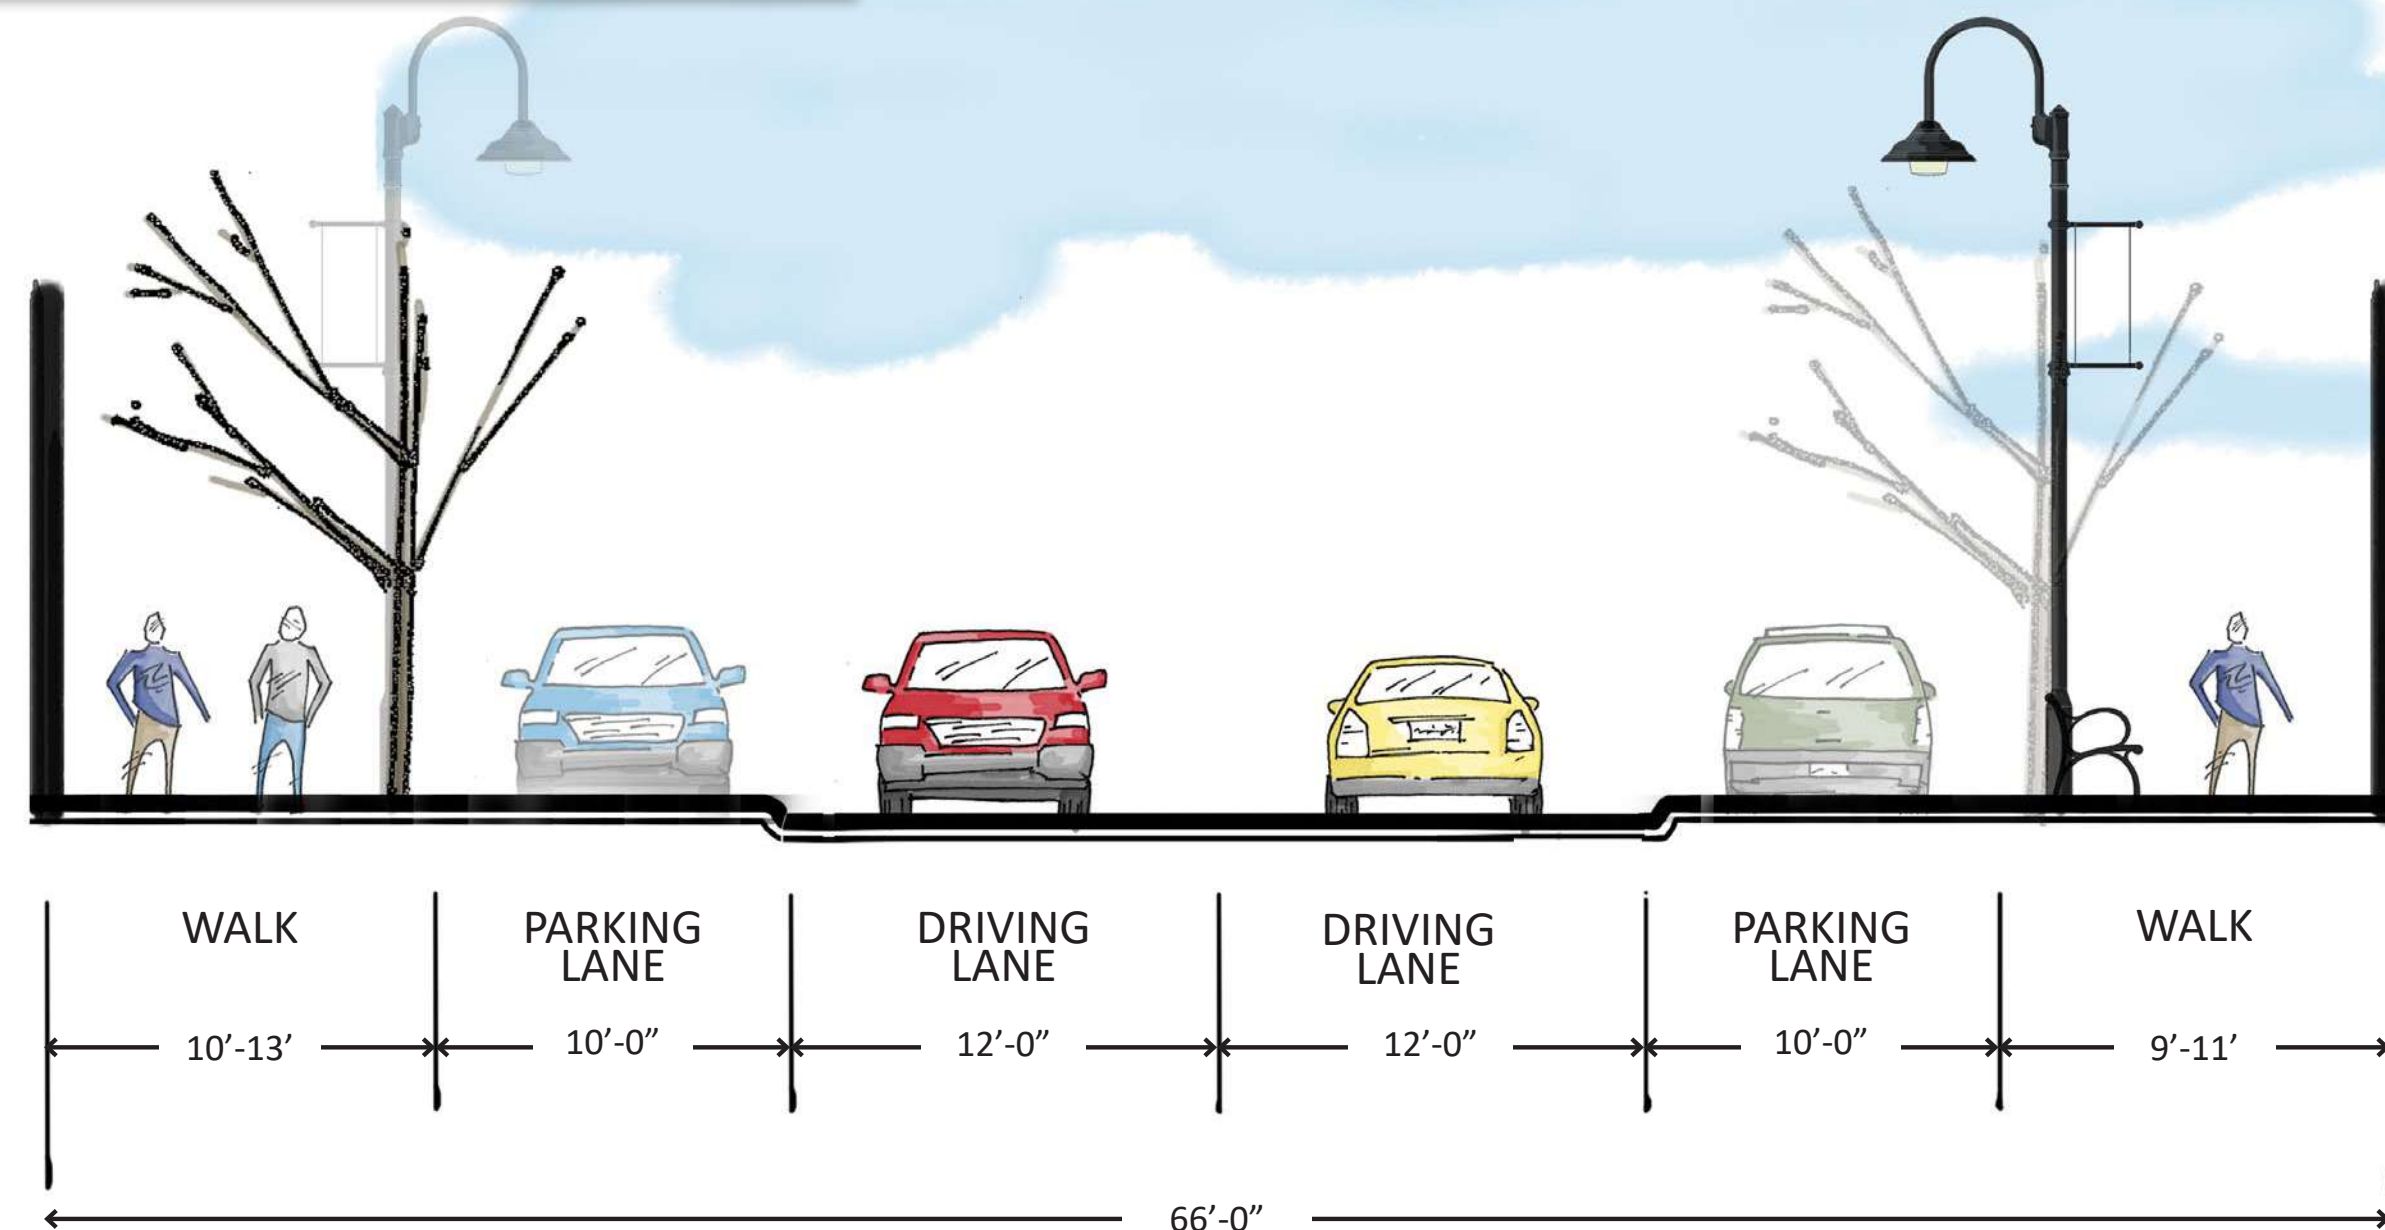 WALK
PARKING
LANE
DRIVING
LANE
DRIVING
LANE
PARKING
LANE
WALK
10’-13’
10’-0”
12’-0”
12’-0”
10’-0”
9’-11’
66’-0”